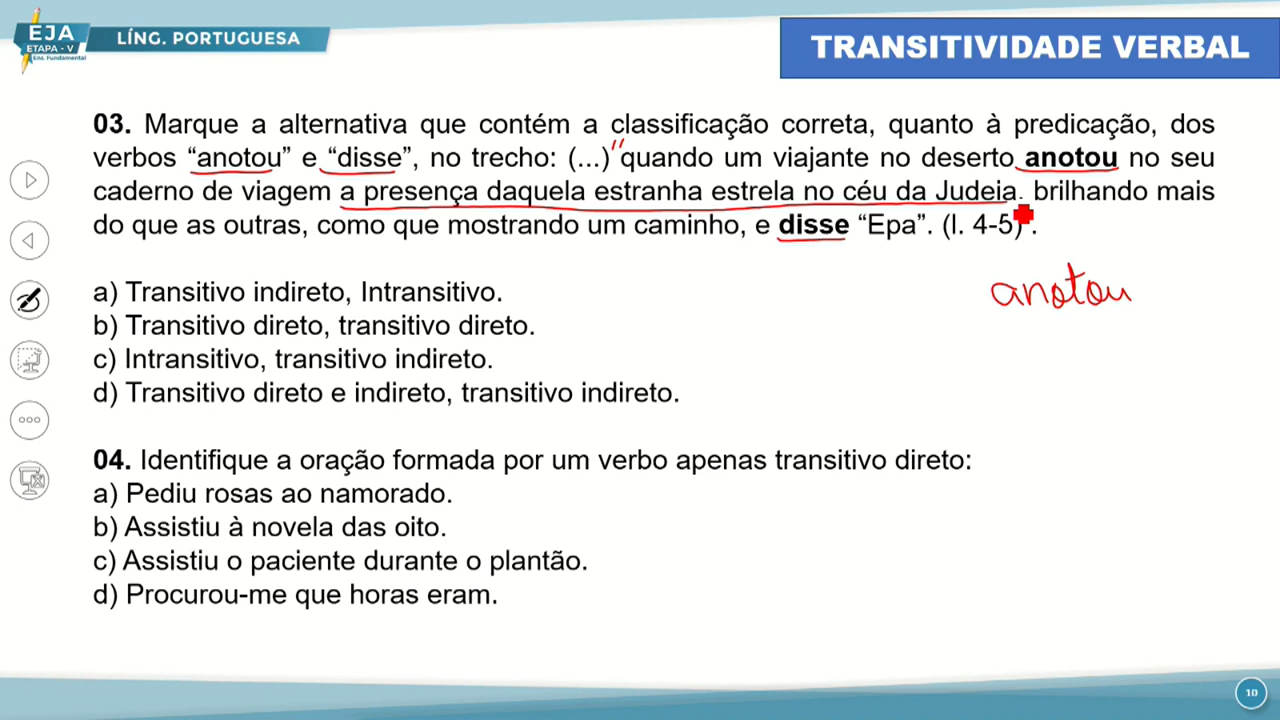 EJA
ETAPA - V
Ens. Fundamental
LÍNG. PORTUGUESA
TRANSITIVIDADE VERBAL
03. Marque a alternativa que contém a classificação correta, quanto à predicação, dos
verbos “anotou” e “disse”, no trecho: (...) "quando um viajante no deserto anotou no seu
caderno de viagem a presença daquela estranha estrela no céu da Judeia, brilhando mais
do que as outras, como que mostrando um caminho, e disse “Epa”. (l. 4-5)”.
anotou
a) Transitivo indireto, Intransitivo.
b) Transitivo direto, transitivo direto.
c) Intransitivo, transitivo indireto.
d) Transitivo direto e indireto, transitivo indireto.
04. Identifique a oração formada por um verbo apenas transitivo direto:
a) Pediu rosas ao namorado.
b) Assistiu à novela das oito.
c) Assistiu o paciente durante o plantão.
d) Procurou-me que horas eram.
10